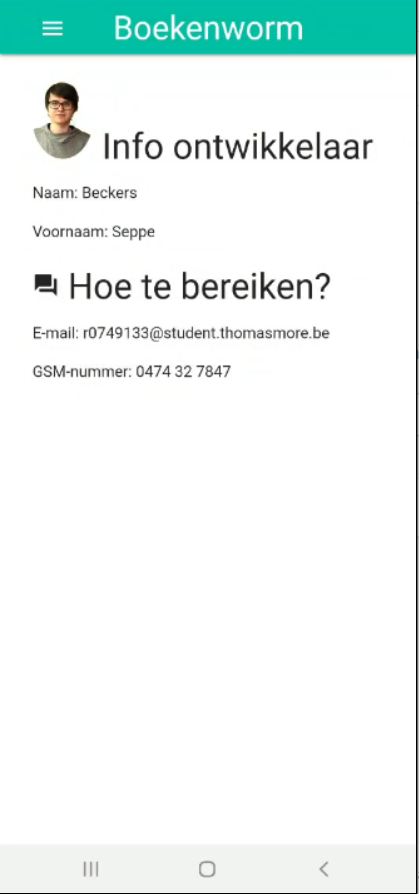 Boekenworm
Info ontwikkelaar
Naam: Beckers
Voornaam: Seppe
Hoe te bereiken?
E-mail: r0749133@student.thomasmore.be
GSM-nummer: 0474 32 7847